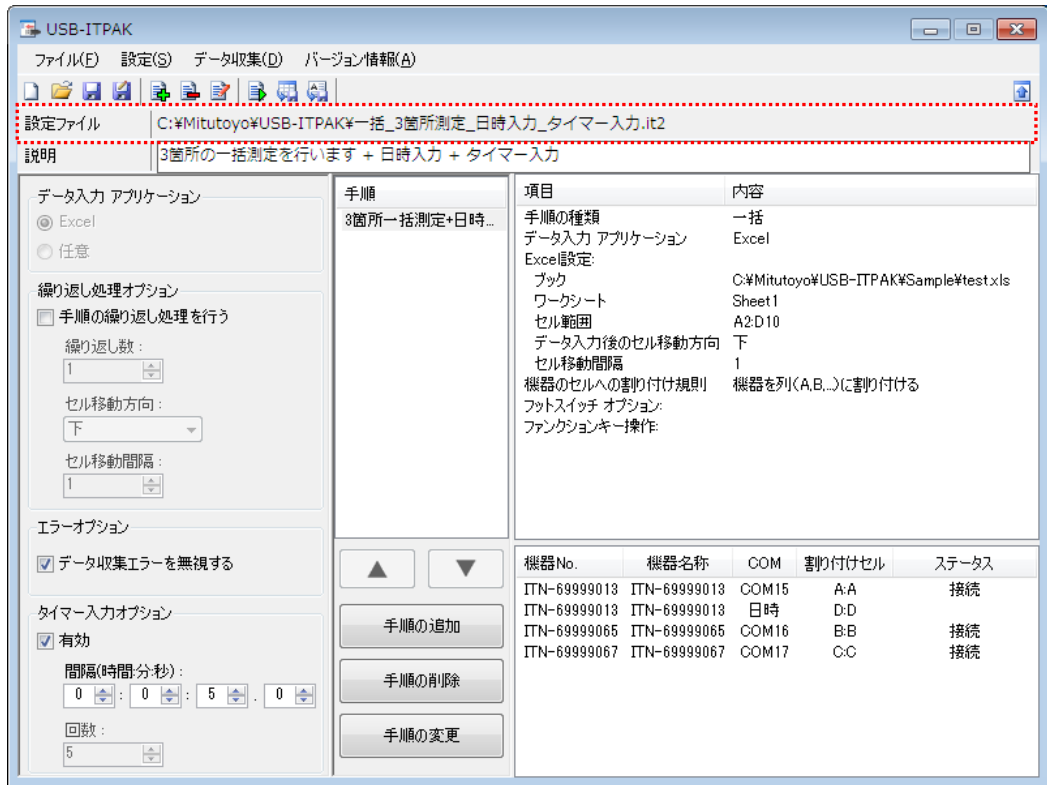 USB-ITPAK
ファイル(F) 設定(S) データ収集(D) バージョン情報(A)
設定ファイル C:¥Mitutoyo¥USB-ITPAK¥一括_3箇所測定_日時入力_タイマー入力.it2
説明 3箇所の一括測定を行います + 日時入力 + タイマー入力
データ入力 アプリケーション
Excel
任意
繰り返し処理オプション
手順の繰り返し処理を行う
繰り返し数 :
1
セル移動方向 :
下
セル移動間隔 :
1
エラーオプション
データ収集エラーを無視する
タイマー入力オプション
有効
間隔(時間:分:秒) :
0 : 0 : 5 . 0
回数 :
5
手順
3箇所一括測定+日時...
手順の追加
手順の削除
手順の変更
項目 内容
手順の種類 一括
データ入力 アプリケーション Excel
Excel設定:
ブック C:¥Mitutoyo¥USB-ITPAK¥Sample¥test.xls
ワークシート Sheet1
セル範囲 A2:D10
データ入力後のセル移動方向 下
セル移動間隔 1
機器のセルへの割り付け規則 機器を列(A,B,...)に割り付ける
フットスイッチ オプション:
ファンクションキー操作:
機器No. 機器名称 COM 割り付けセル ステータス
ITN-69999013 ITN-69999013 COM15 A:A 接続
ITN-69999013 ITN-69999013 日時 D:D
ITN-69999065 ITN-69999065 COM16 B:B 接続
ITN-69999067 ITN-69999067 COM17 C:C 接続